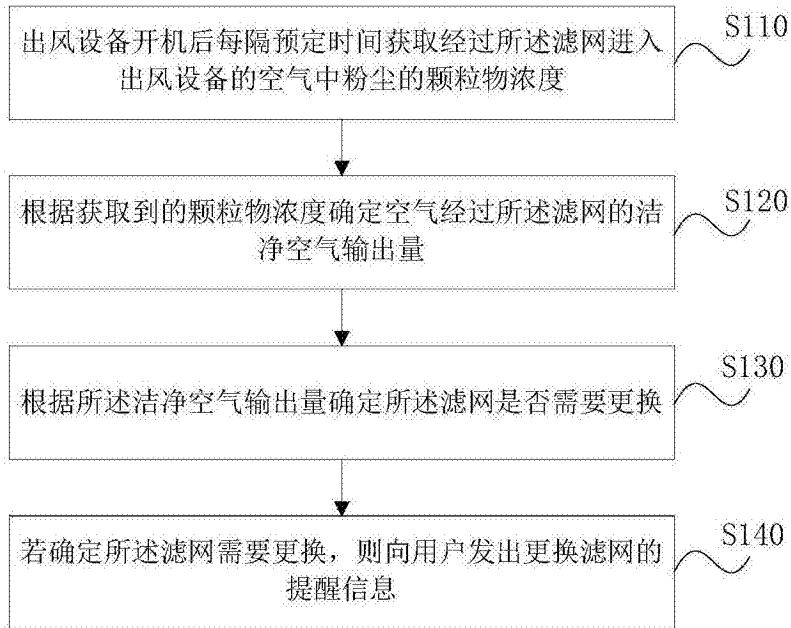 出风设备开机后每隔预定时间获取经过所述滤网进入
出风设备的空气中粉尘的颗粒物浓度
S110
根据获取到的颗粒物浓度确定空气经过所述滤网的洁
净空气输出量
S120
根据所述洁净空气输出量确定所述滤网是否需要更换
S130
若确定所述滤网需要更换，则向用户发出更换滤网的
提醒信息
S140